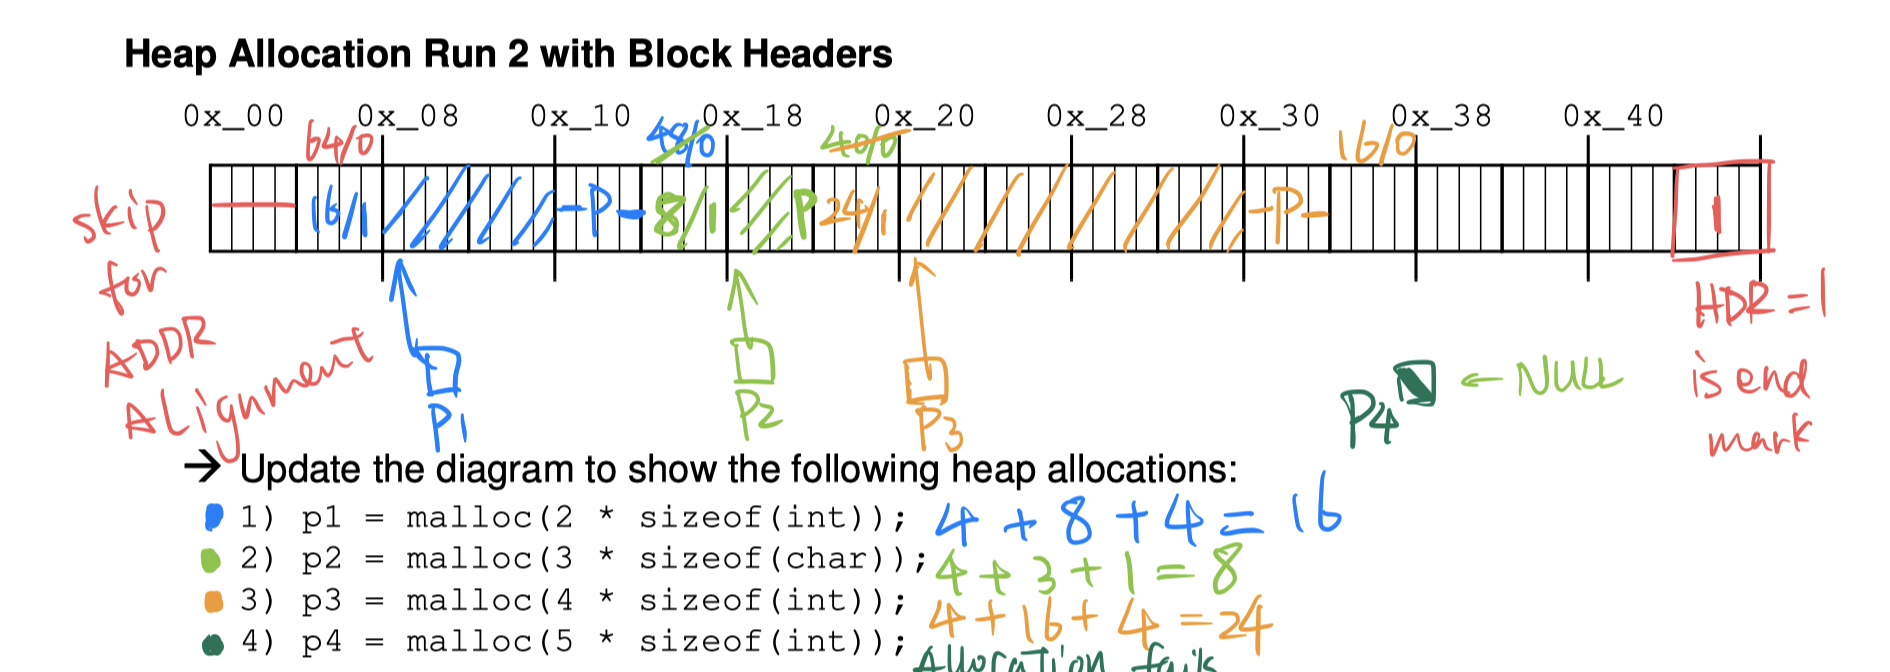 Heap Allocation Run 2 with Block Headers
0x_00 0x_08 0x_10 0x_18 0x_20 0x_28 0x_30 0x_38 0x_40
64/0 48/0 40/0 16/0
16/1 -P- 8/1 P 24/1 -P- 1
skip
for
ADDR
ALignment
P1
P2
P3
P4 ← NULL
HDR = 1
is end
mark
→ Update the diagram to show the following heap allocations:
1) p1 = malloc(2 * sizeof(int)); 4 + 8 + 4 = 16
2) p2 = malloc(3 * sizeof(char)); 4 + 3 + 1 = 8
3) p3 = malloc(4 * sizeof(int)); 4 + 16 + 4 = 24
4) p4 = malloc(5 * sizeof(int)); Allocation fails